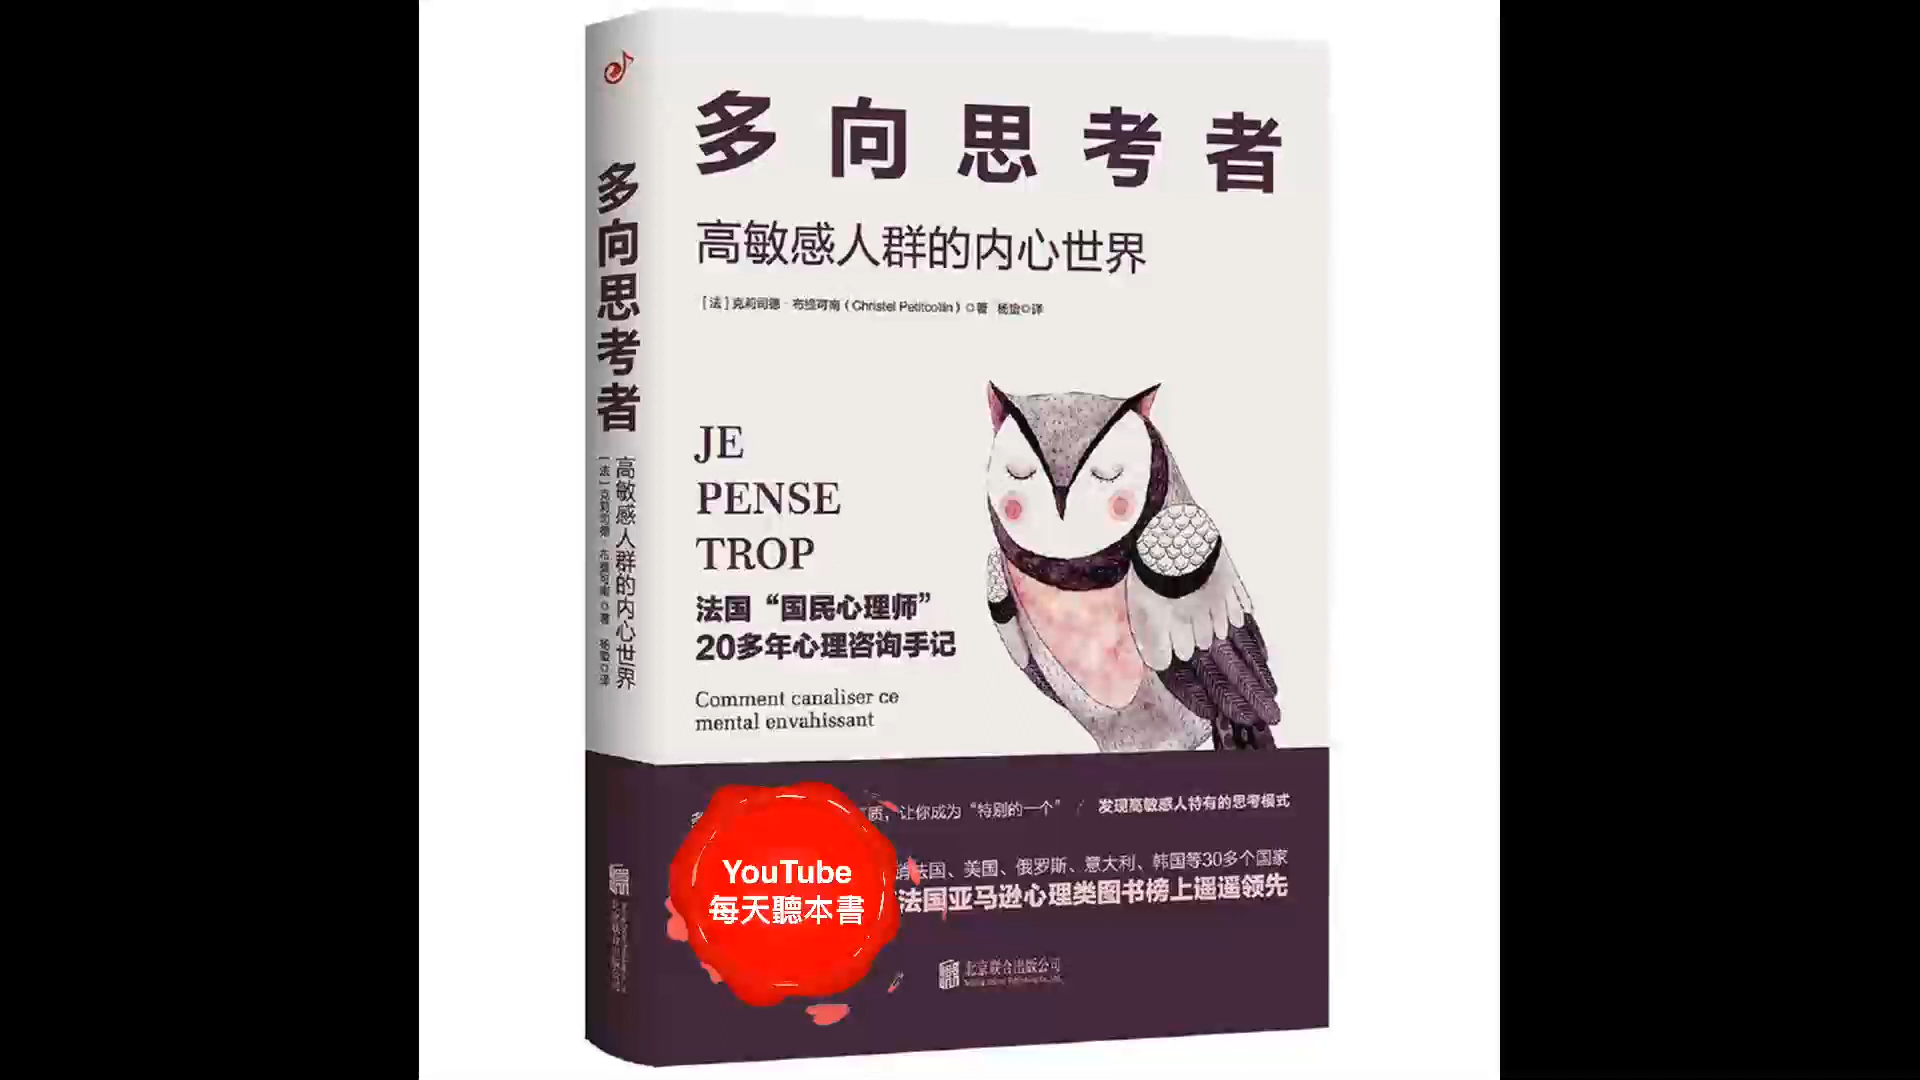 多向思考者
高敏感人群的内心世界
[法]克莉司德·布提可南（Christel Petitcollin）◎著 杨蛰◎译
JE
PENSE
TROP
法国“国民心理师”
20多年心理咨询手记
Comment canaliser ce
mental envahissant
质，让你成为“特别的一个” / 发现高敏感人特有的思考模式
销法国、美国、俄罗斯、意大利、韩国等30多个国家
法国亚马逊心理类图书榜上遥遥领先
YouTube
每天聽本書
北京联合出版公司
多向思考者
高敏感人群的内心世界
[法]克莉司德·布提可南◎著 杨蛰◎译